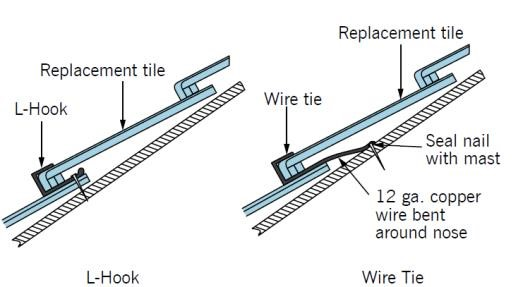 Replacement tile
L-Hook
L-Hook
Replacement tile
Wire tie
Seal nail
with mast
12 ga. copper
wire bent
around nose
Wire Tie